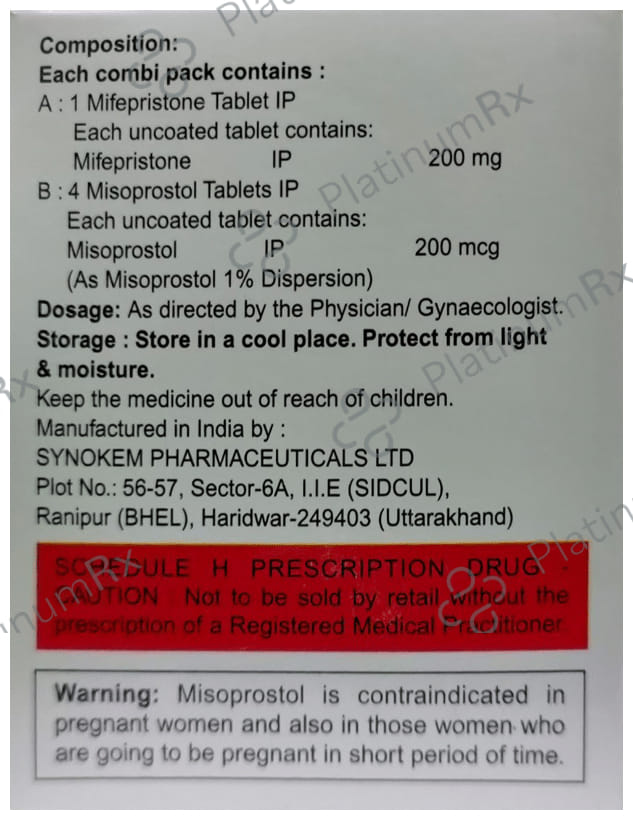 Composition:
Each combi pack contains :
A : 1 Mifepristone Tablet IP
Each uncoated tablet contains:
Mifepristone IP 200 mg
B : 4 Misoprostol Tablets IP
Each uncoated tablet contains:
Misoprostol IP 200 mcg
(As Misoprostol 1% Dispersion)
Dosage: As directed by the Physician/ Gynaecologist.
Storage : Store in a cool place. Protect from light
& moisture.
Keep the medicine out of reach of children.
Manufactured in India by :
SYNOKEM PHARMACEUTICALS LTD
Plot No.: 56-57, Sector-6A, I.I.E (SIDCUL),
Ranipur (BHEL), Haridwar-249403 (Uttarakhand)
SCHEDULE H PRESCRIPTION DRUG -
CAUTION : Not to be sold by retail without the
prescription of a Registered Medical Practitioner.
Warning: Misoprostol is contraindicated in
pregnant women and also in those women who
are going to be pregnant in short period of time.
PlatinumRx
PlatinumRx
PlatinumRx